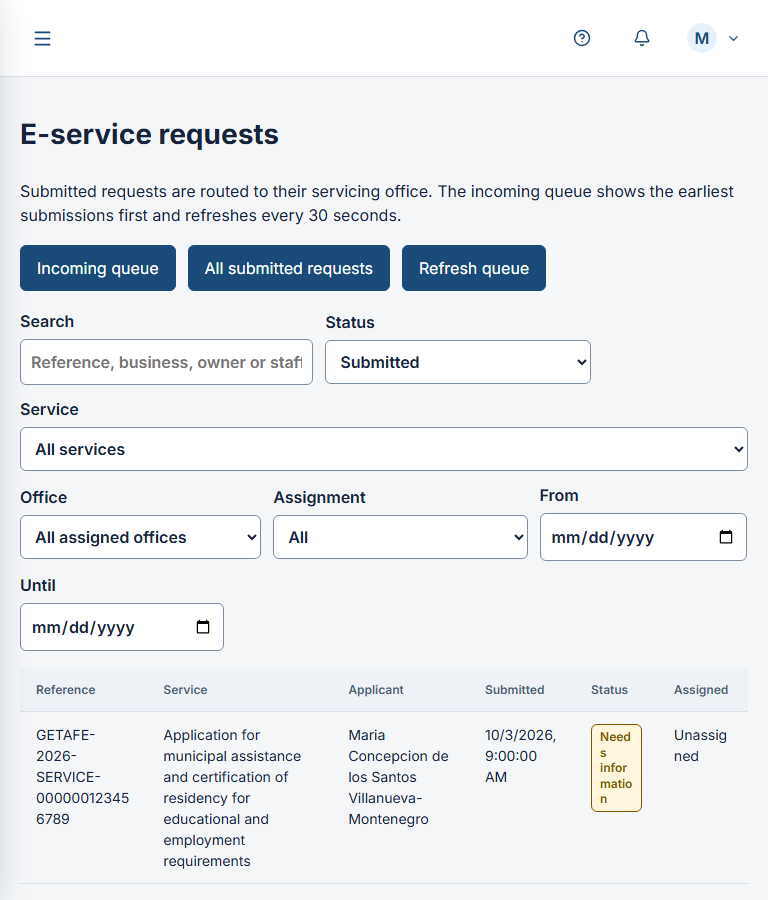 M
E-service requests
Submitted requests are routed to their servicing office. The incoming queue shows the earliest
submissions first and refreshes every 30 seconds.
Incoming queue
All submitted requests
Refresh queue
Search
Status
Reference, business, owner or staff
Submitted
Service
All services
Office
Assignment
From
All assigned offices
All
mm/dd/yyyy
Until
mm/dd/yyyy
Reference
Service
Applicant
Submitted
Status
Assigned
GETAFE-
2026-
SERVICE-
00000012345
6789
Application for
municipal assistance
and certification of
residency for
educational and
employment
requirements
Maria
Concepcion de
los Santos
Villanueva-
Montenegro
10/3/2026,
9:00:00
AM
Need
s
infor
matio
n
Unassig
ned